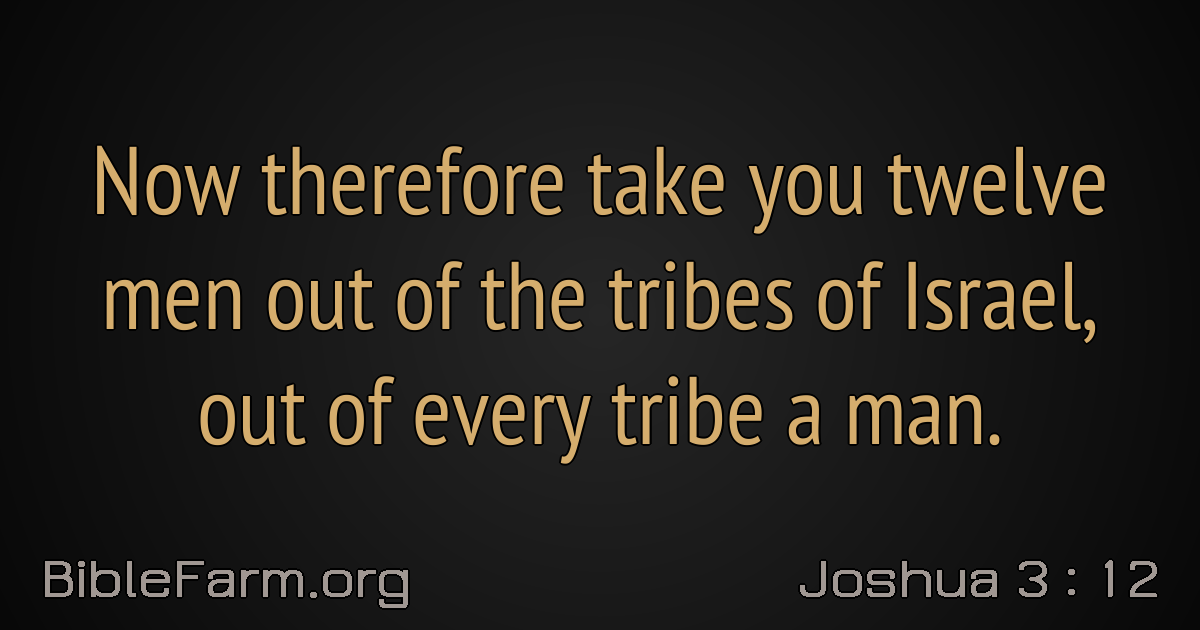 Now therefore take you twelve
men out of the tribes of Israel,
out of every tribe a man.
BibleFarm.org
Joshua 3 : 12